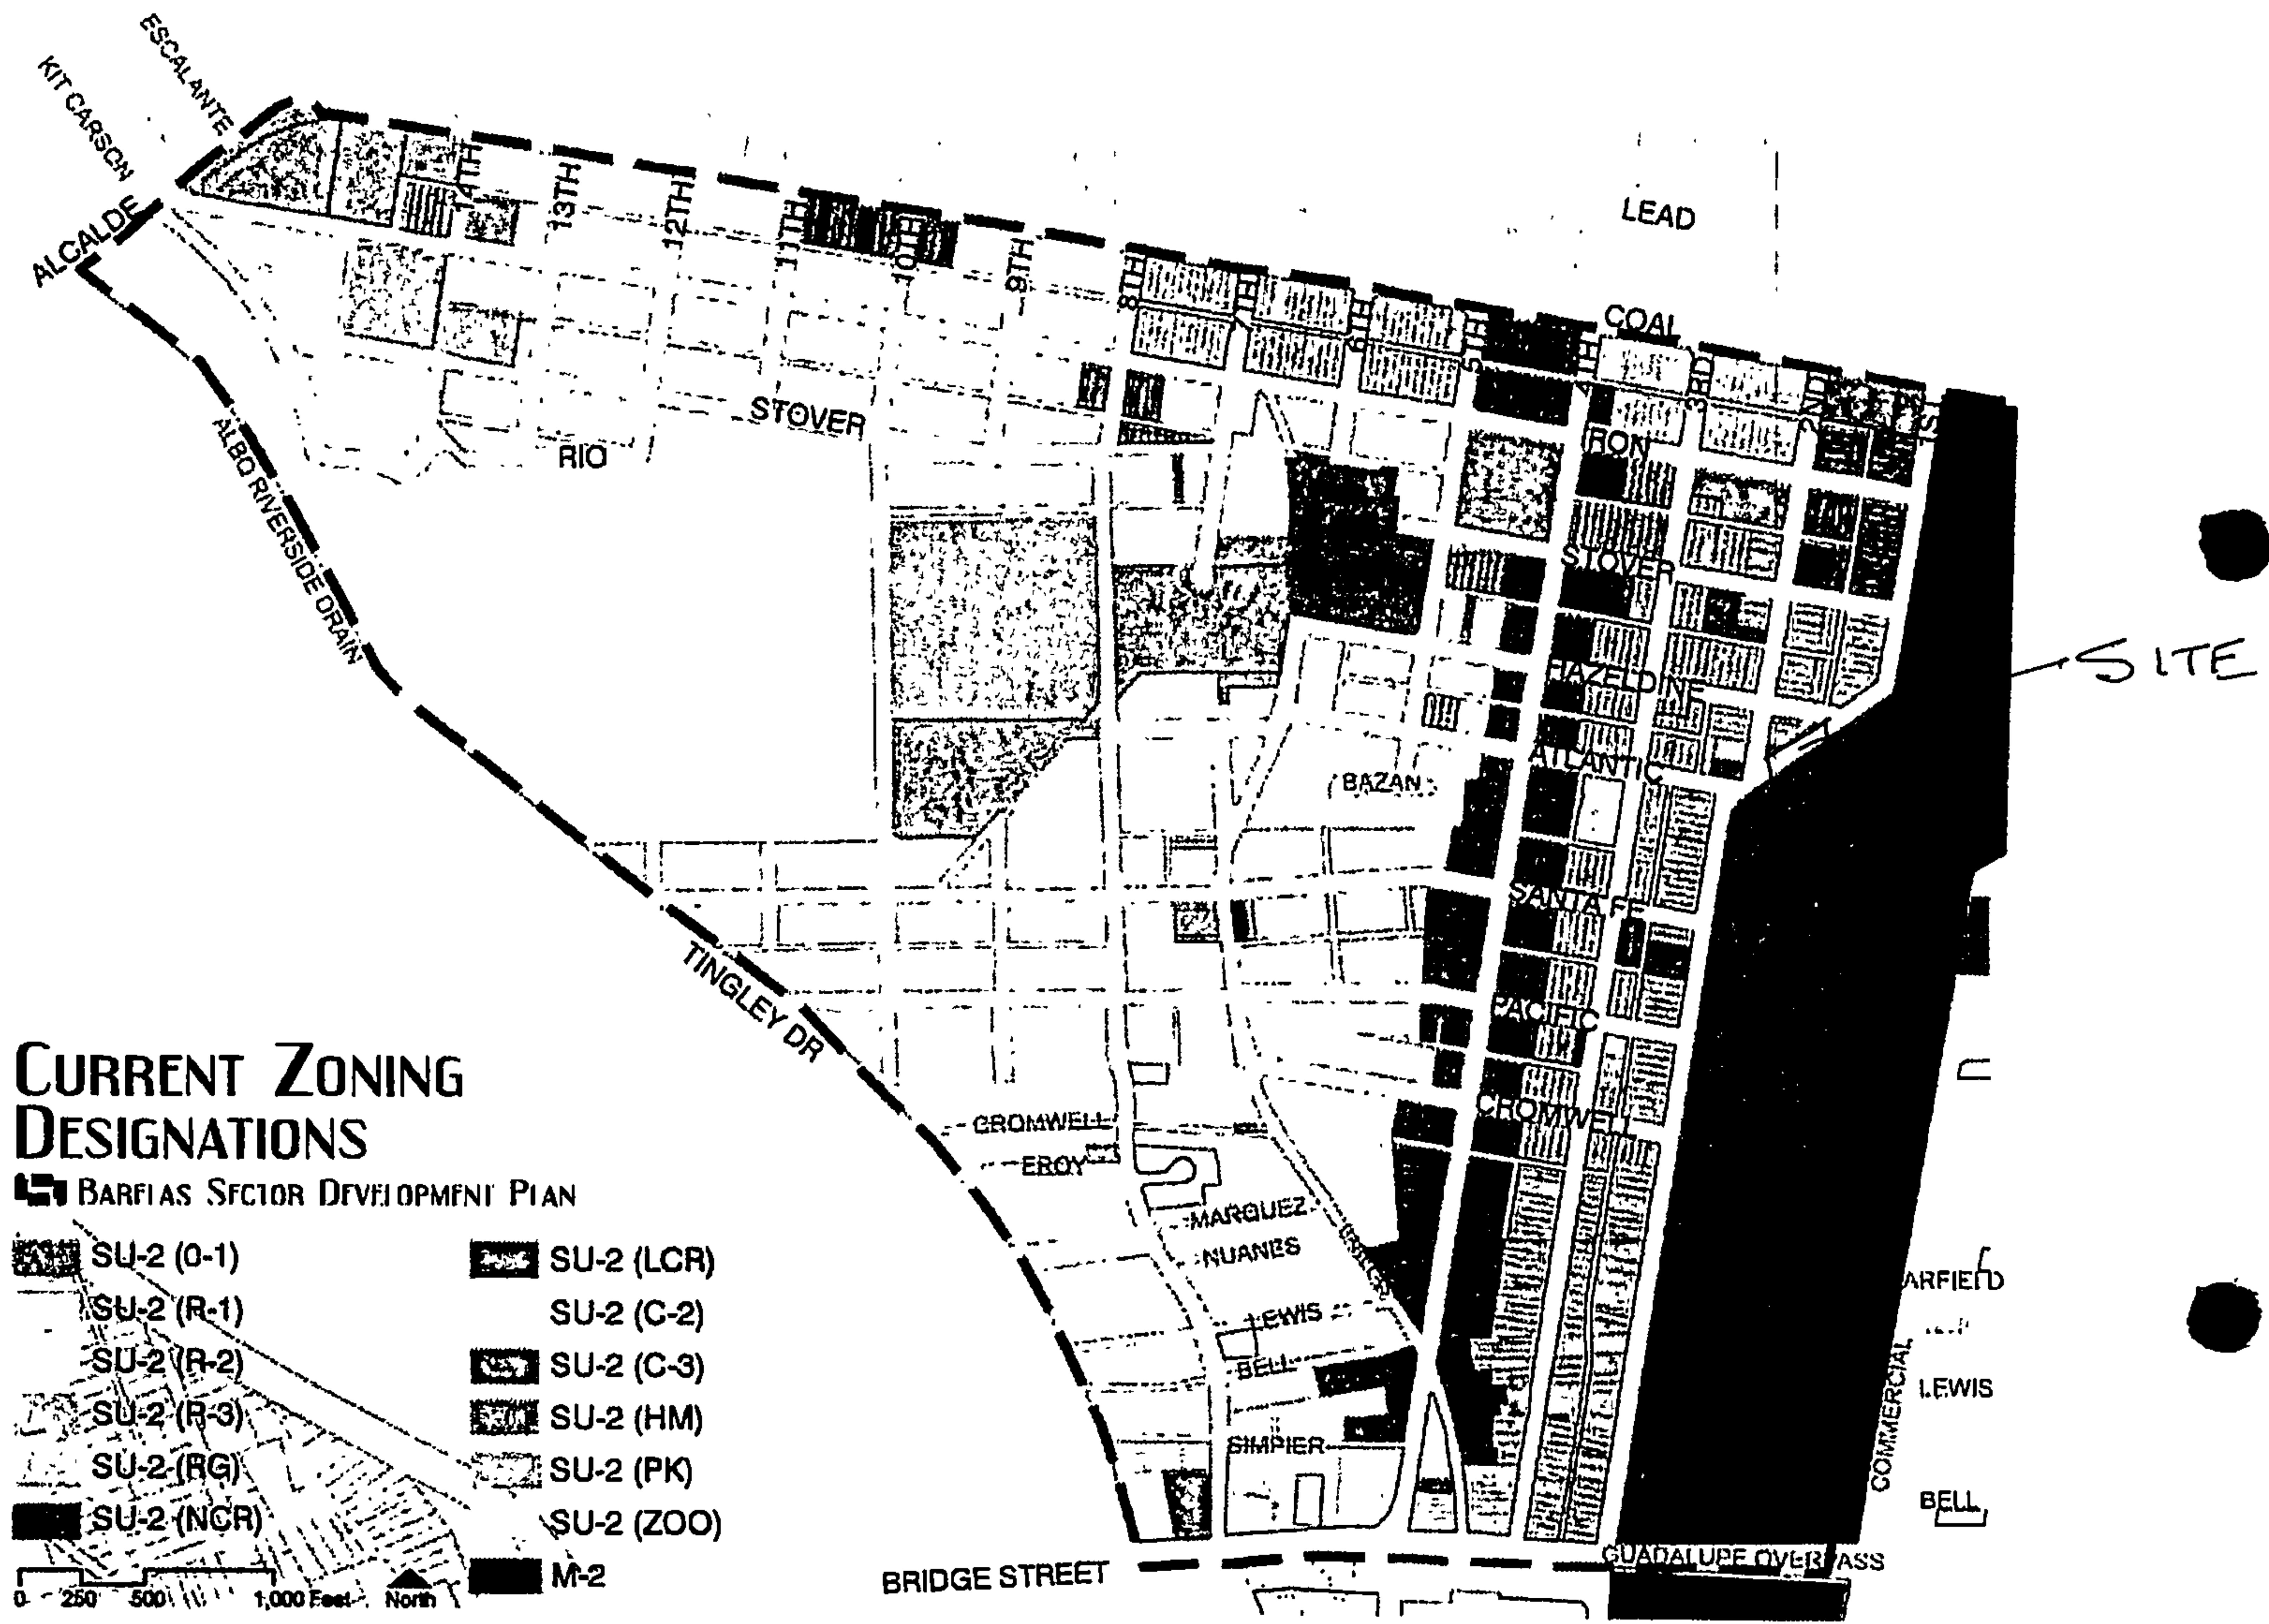 ESCALANTE
KIT CARSON
ALCALDE
14TH
13TH
12TH
11TH
10TH
9TH
8TH
6TH
5TH
4TH
3RD
2ND
1ST
LEAD
COAL
IRON
STOVER
STOVER
RIO
ALBQ RIVERSIDE DRAIN
HAZELDINE
SITE
ATLANTIC
BAZAN
SANTA FE
TINGLEY DR
PACIFIC
CROMWELL
CROMWELL
EROY
MARQUEZ
NUANES
LEWIS
BELL
SIMPIER
ARFIELD
COMMERCIAL
LEWIS
BELL
GUADALUPE OVERPASS
BRIDGE STREET
CURRENT ZONING
DESIGNATIONS
BARELAS SECTOR DEVELOPMENT PLAN
SU-2 (O-1)
SU-2 (R-1)
SU-2 (R-2)
SU-2 (R-3)
SU-2 (RG)
SU-2 (NCR)
SU-2 (LCR)
SU-2 (C-2)
SU-2 (C-3)
SU-2 (HM)
SU-2 (PK)
SU-2 (ZOO)
M-2
0 250 500 1,000 Feet North